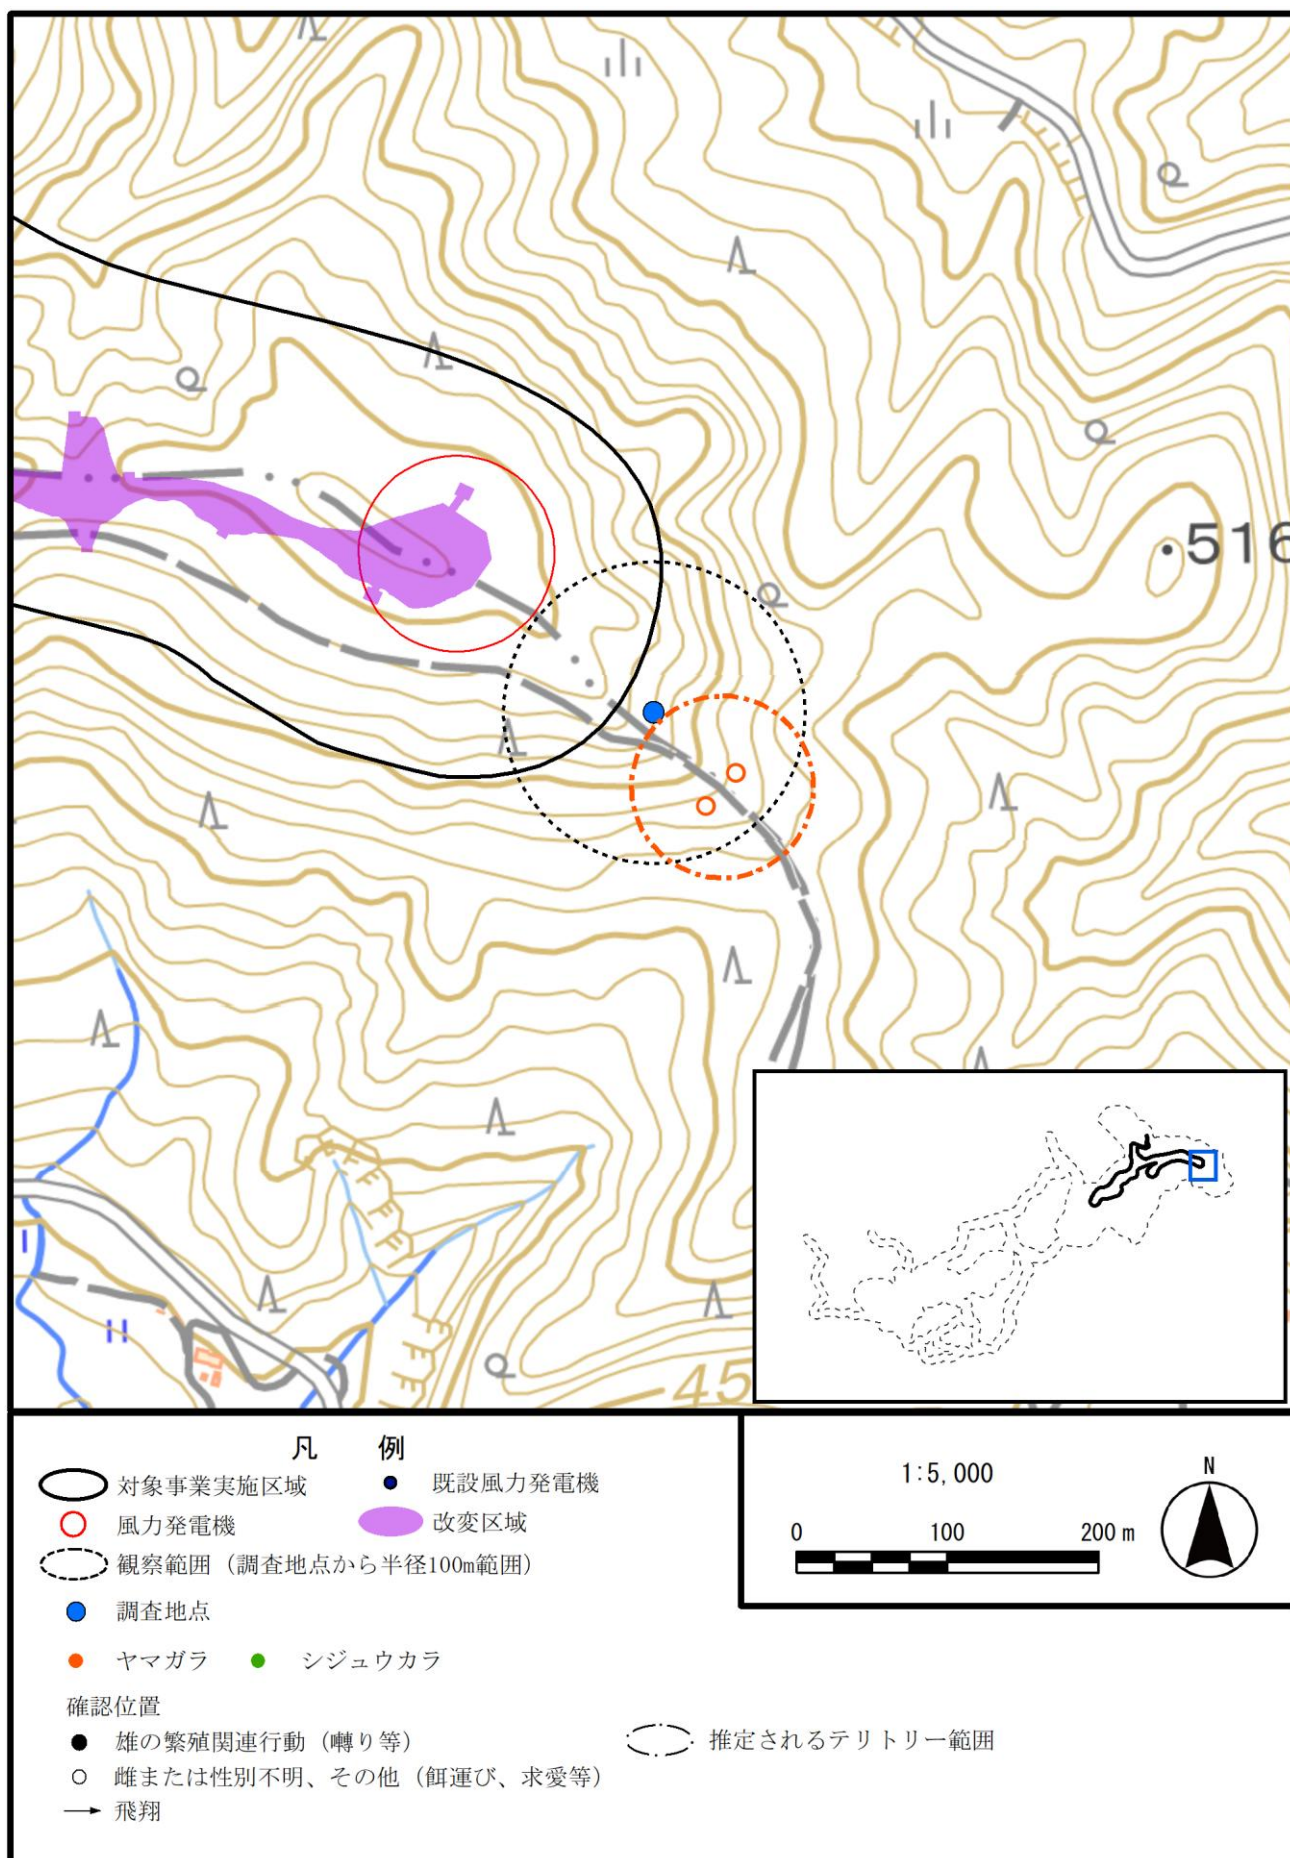 516
45
凡 例
対象事業実施区域
既設風力発電機
風力発電機
改変区域
観察範囲（調査地点から半径100m範囲）
調査地点
ヤマガラ
シジュウカラ
確認位置
雄の繁殖関連行動（囀り等）
推定されるテリトリー範囲
雌または性別不明、その他（餌運び、求愛等）
飛翔
1:5,000
0 100 200 m
N